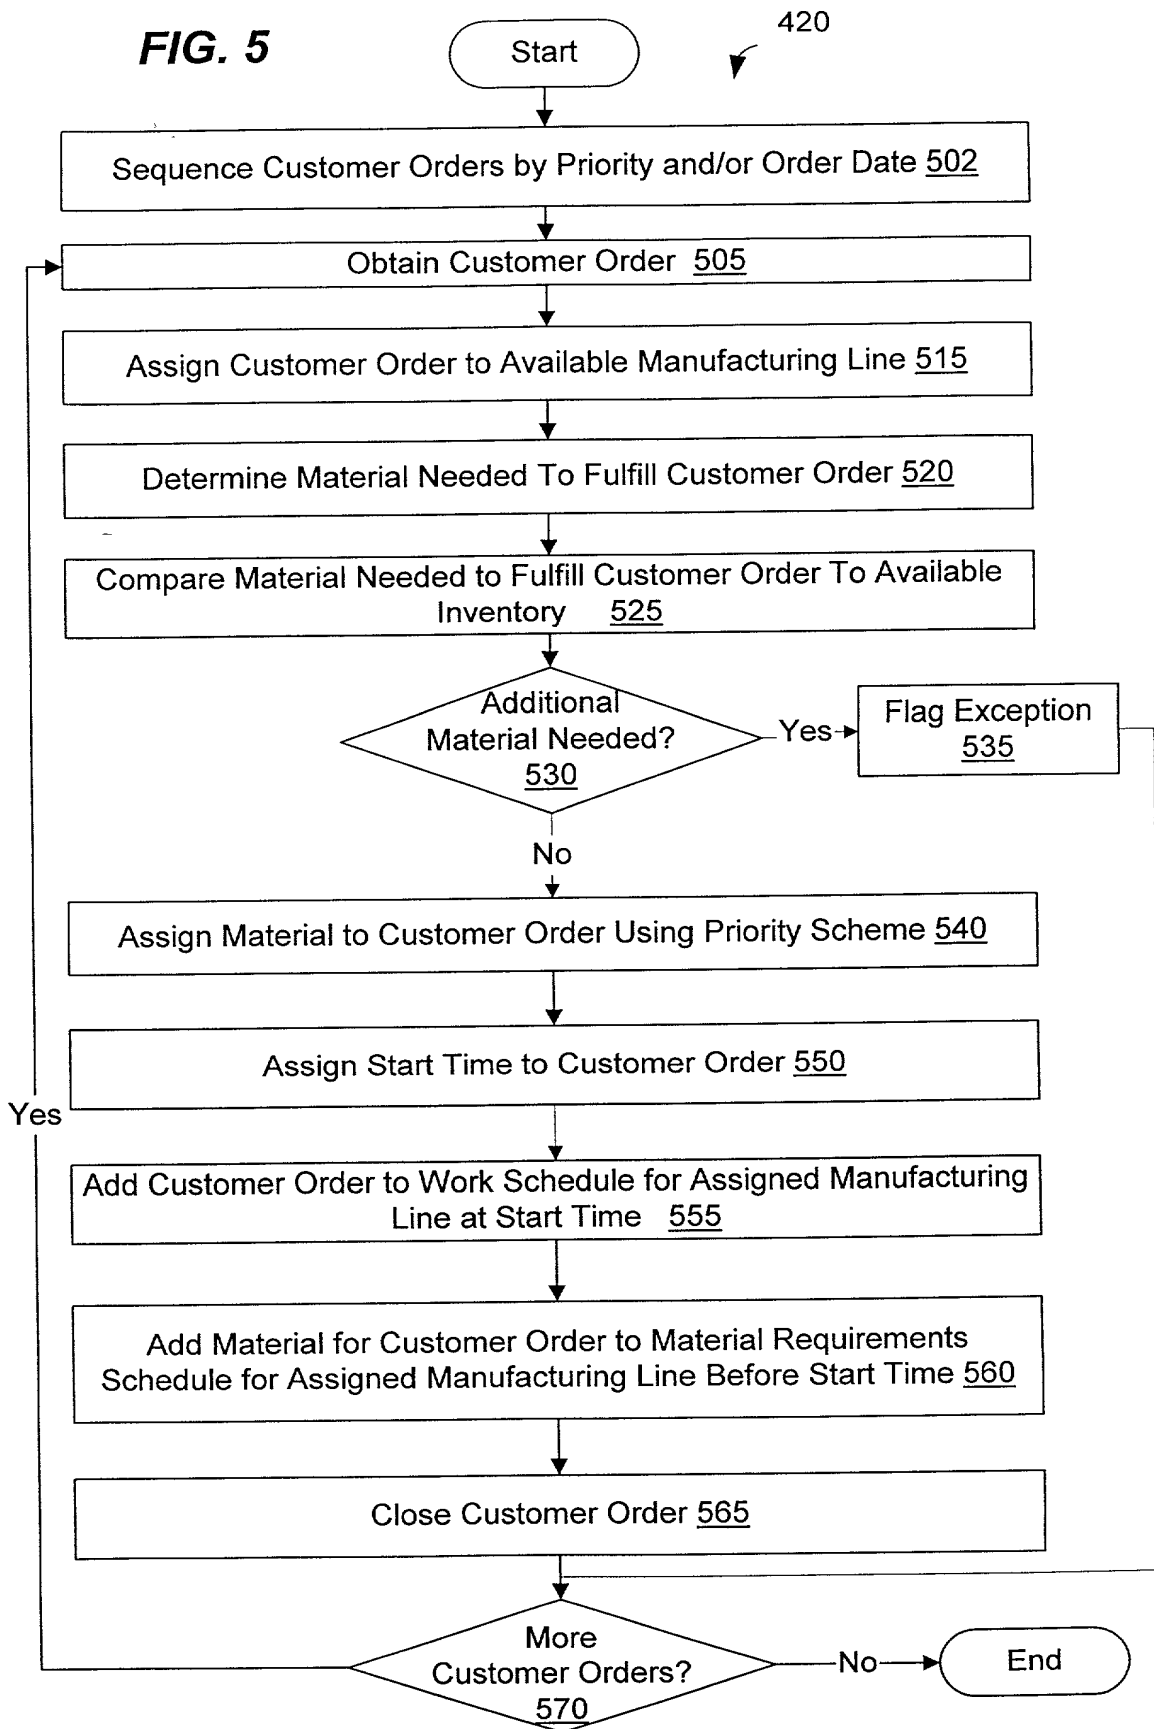 FIG. 5
Start
420
Sequence Customer Orders by Priority and/or Order Date 502
Obtain Customer Order 505
Assign Customer Order to Available Manufacturing Line 515
Determine Material Needed To Fulfill Customer Order 520
Compare Material Needed to Fulfill Customer Order To Available
Inventory 525
Additional
Material Needed?
530
Yes
Flag Exception
535
No
Assign Material to Customer Order Using Priority Scheme 540
Assign Start Time to Customer Order 550
Yes
Add Customer Order to Work Schedule for Assigned Manufacturing
Line at Start Time 555
Add Material for Customer Order to Material Requirements
Schedule for Assigned Manufacturing Line Before Start Time 560
Close Customer Order 565
More
Customer Orders?
570
No
End